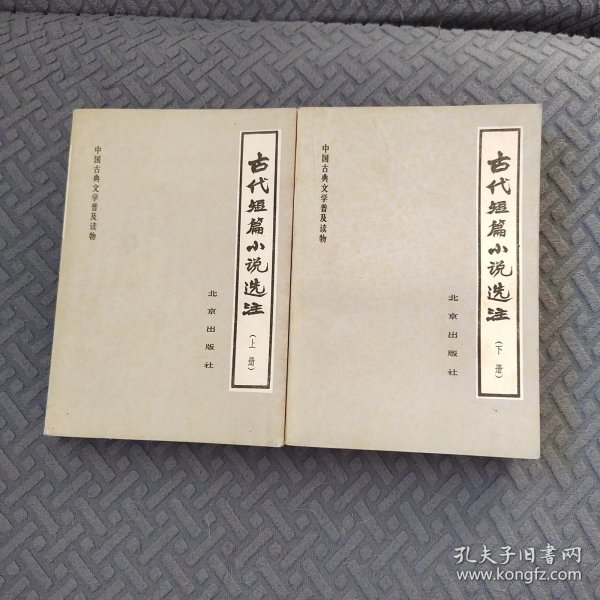 中国古典文学普及读物
古代短篇小说选注
(上册)
北京出版社
中国古典文学普及读物
古代短篇小说选注
(下册)
北京出版社
孔夫子旧书网
www.kongfz.com